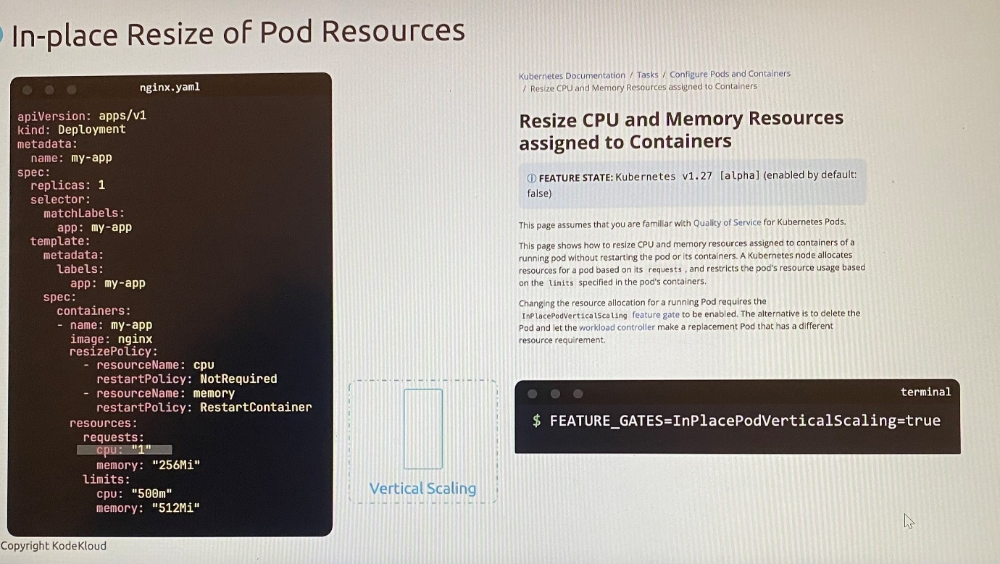 In-place Resize of Pod Resources
nginx.yaml
apiVersion: apps/v1
kind: Deployment
metadata:
  name: my-app
spec:
  replicas: 1
  selector:
    matchLabels:
      app: my-app
  template:
    metadata:
      labels:
        app: my-app
    spec:
      containers:
      - name: my-app
        image: nginx
        resizePolicy:
          - resourceName: cpu
            restartPolicy: NotRequired
          - resourceName: memory
            restartPolicy: RestartContainer
        resources:
          requests:
            cpu: "1"
            memory: "256Mi"
          limits:
            cpu: "500m"
            memory: "512Mi"
Vertical Scaling
Kubernetes Documentation / Tasks / Configure Pods and Containers
/ Resize CPU and Memory Resources assigned to Containers
Resize CPU and Memory Resources
assigned to Containers
FEATURE STATE: Kubernetes v1.27 [alpha] (enabled by default:
false)
This page assumes that you are familiar with Quality of Service for Kubernetes Pods.
This page shows how to resize CPU and memory resources assigned to containers of a
running pod without restarting the pod or its containers. A Kubernetes node allocates
resources for a pod based on its requests, and restricts the pod's resource usage based
on the limits specified in the pod's containers.
Changing the resource allocation for a running Pod requires the
InPlacePodVerticalScaling feature gate to be enabled. The alternative is to delete the
Pod and let the workload controller make a replacement Pod that has a different
resource requirement.
terminal
$ FEATURE_GATES=InPlacePodVerticalScaling=true
Copyright KodeKloud